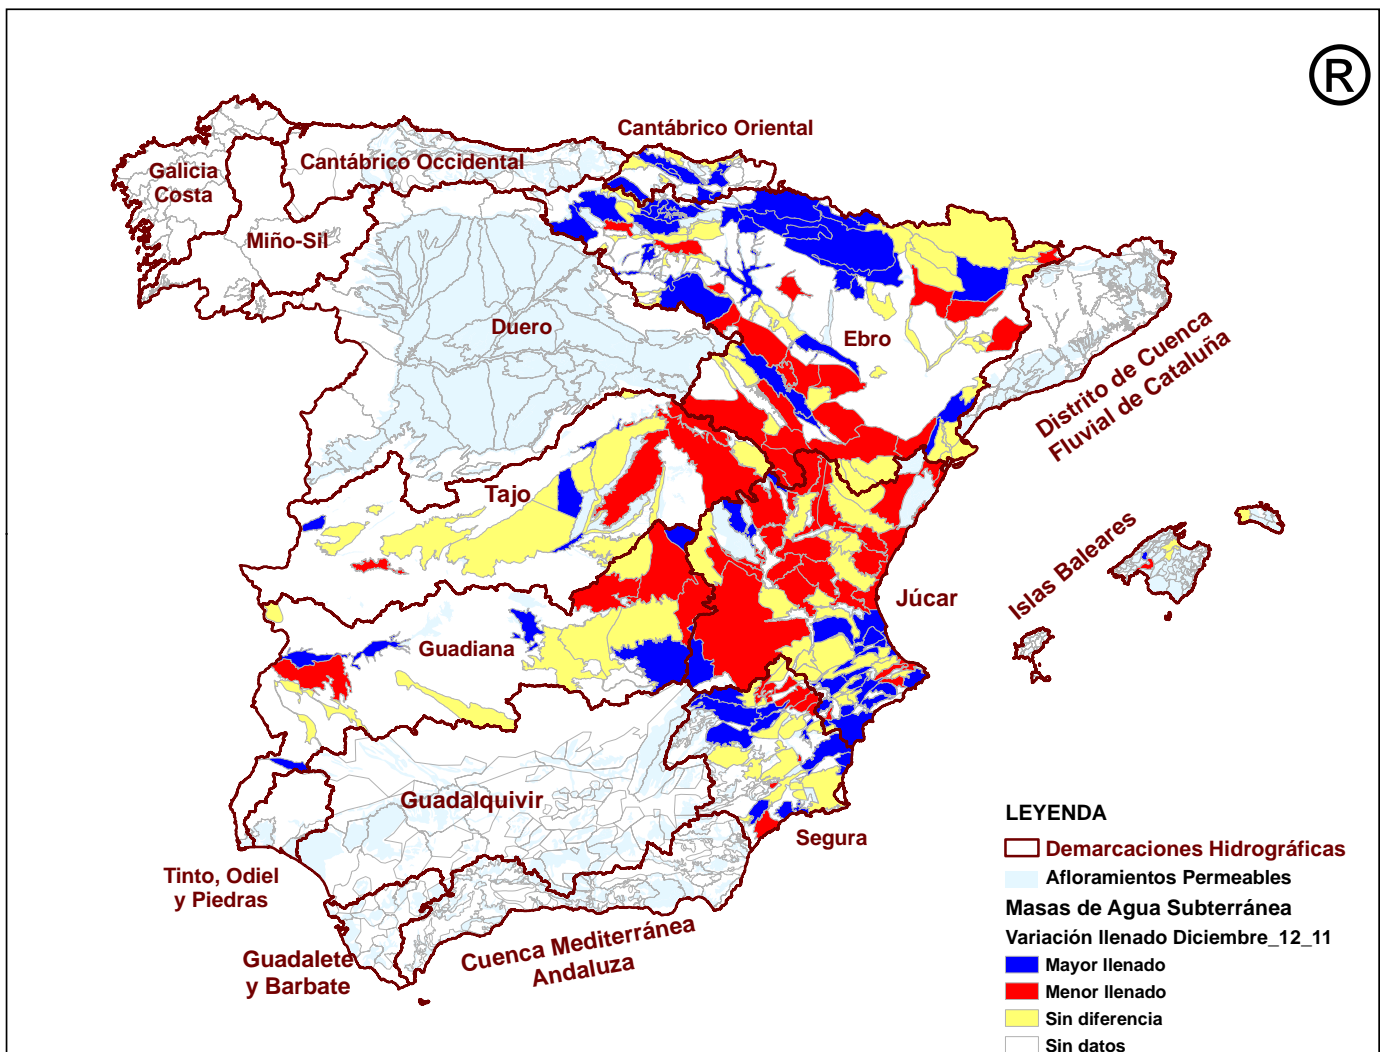 ®
Cantábrico Oriental
Cantábrico Occidental
Galicia
Costa
Miño-Sil
Duero
Ebro
Distrito de Cuenca
Fluvial de Cataluña
Tajo
Islas Baleares
Júcar
Guadiana
Guadalquivir
Segura
Tinto, Odiel
y Piedras
Guadalete
y Barbate
Cuenca Mediterránea
Andaluza
LEYENDA
Demarcaciones Hidrográficas
Afloramientos Permeables
Masas de Agua Subterránea
Variación llenado Diciembre_12_11
Mayor llenado
Menor llenado
Sin diferencia
Sin datos